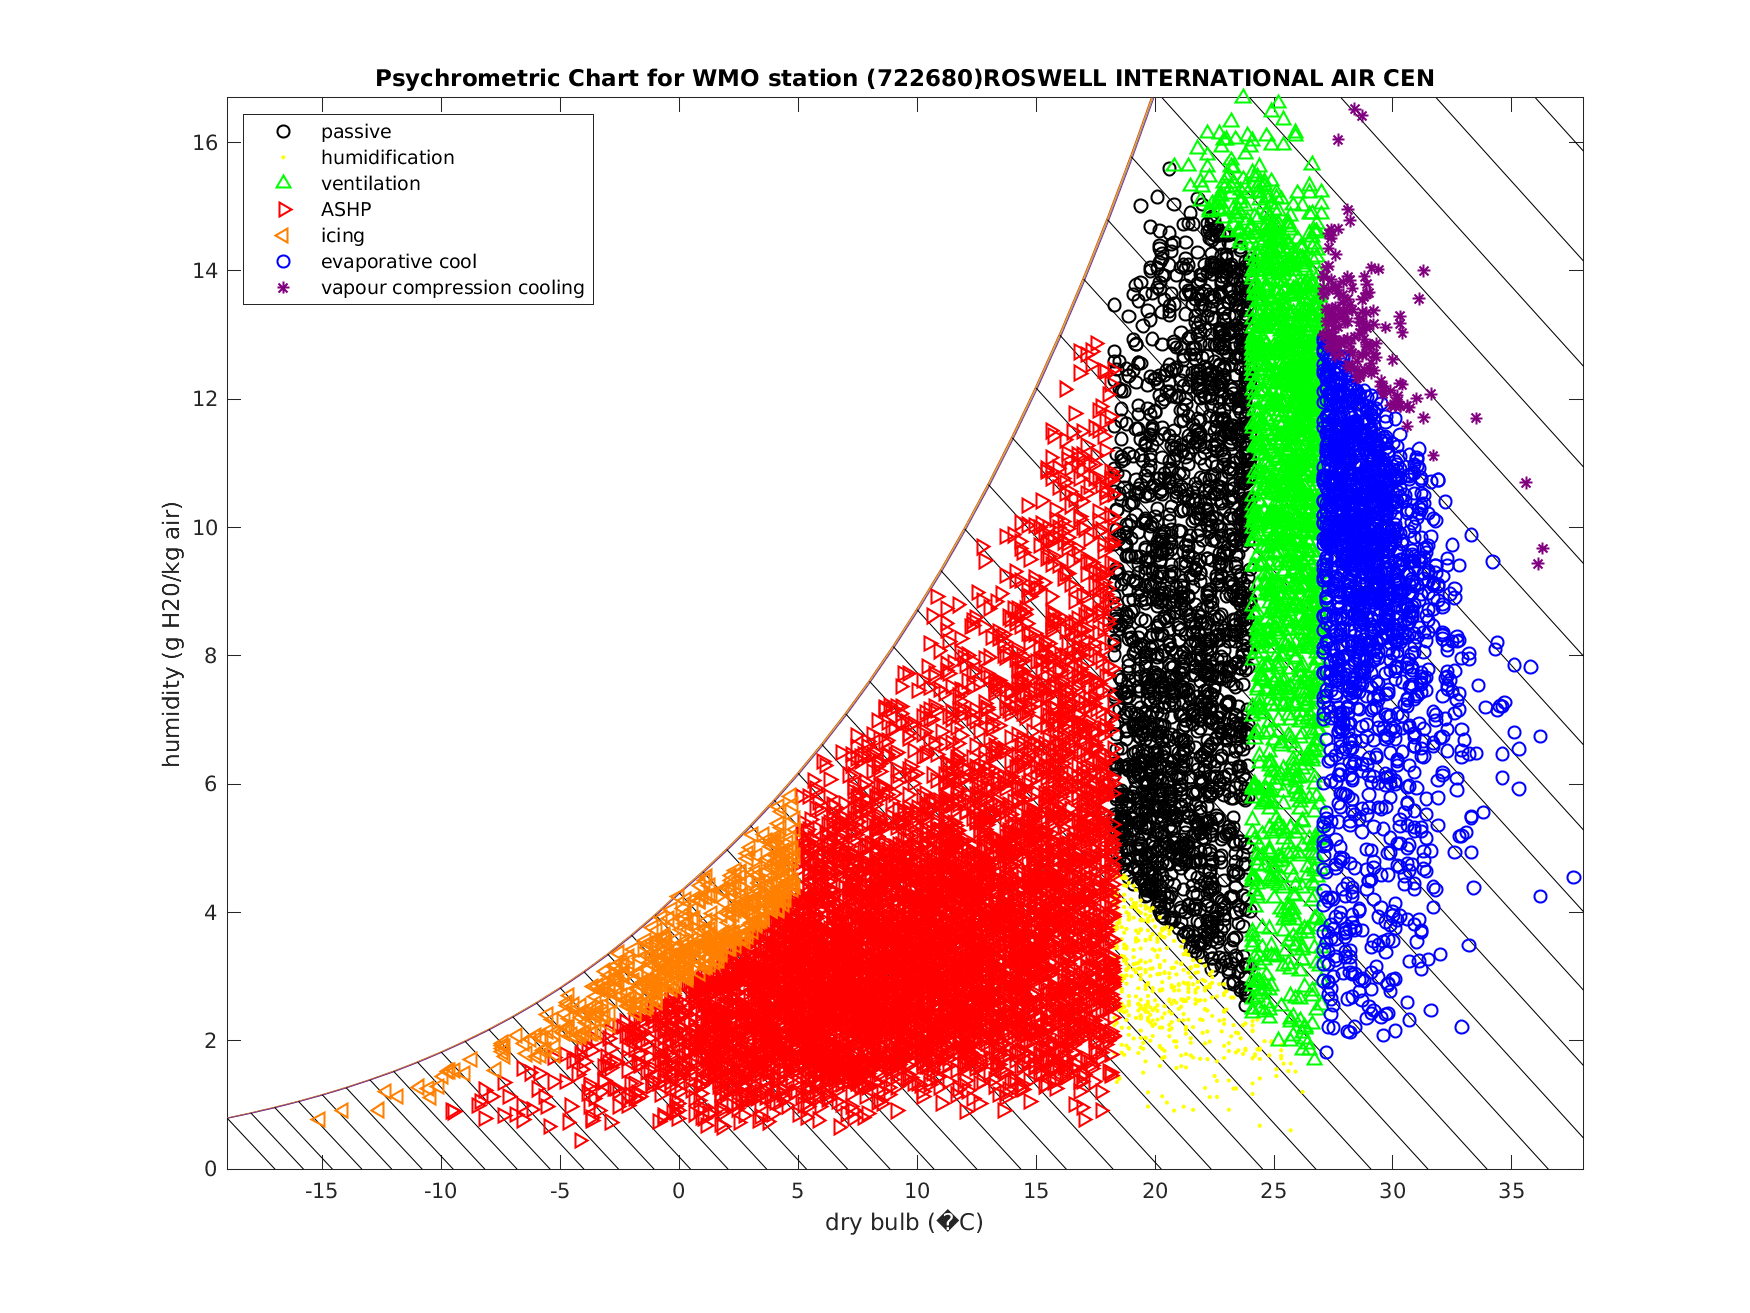 Psychrometric Chart for WMO station (722680)ROSWELL INTERNATIONAL AIR CEN
passive
humidification
ventilation
ASHP
icing
evaporative cool
vapour compression cooling
humidity (g H20/kg air)
16
14
12
10
8
6
4
2
0
-15 -10 -5 0 5 10 15 20 25 30 35
dry bulb (�C)